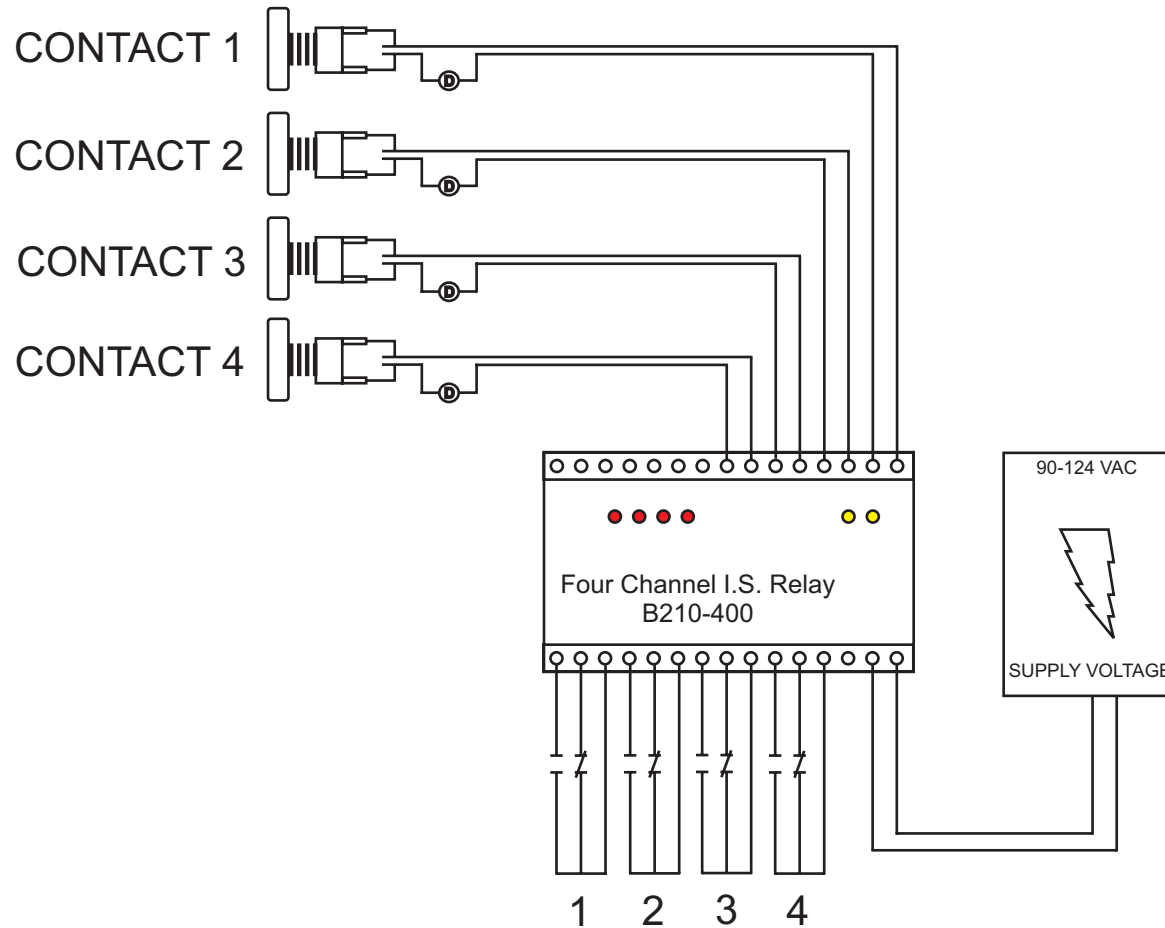 CONTACT 1
D
CONTACT 2
D
CONTACT 3
D
CONTACT 4
D
90-124 VAC
Four Channel I.S. Relay
B210-400
SUPPLY VOLTAGE
1 2 3 4